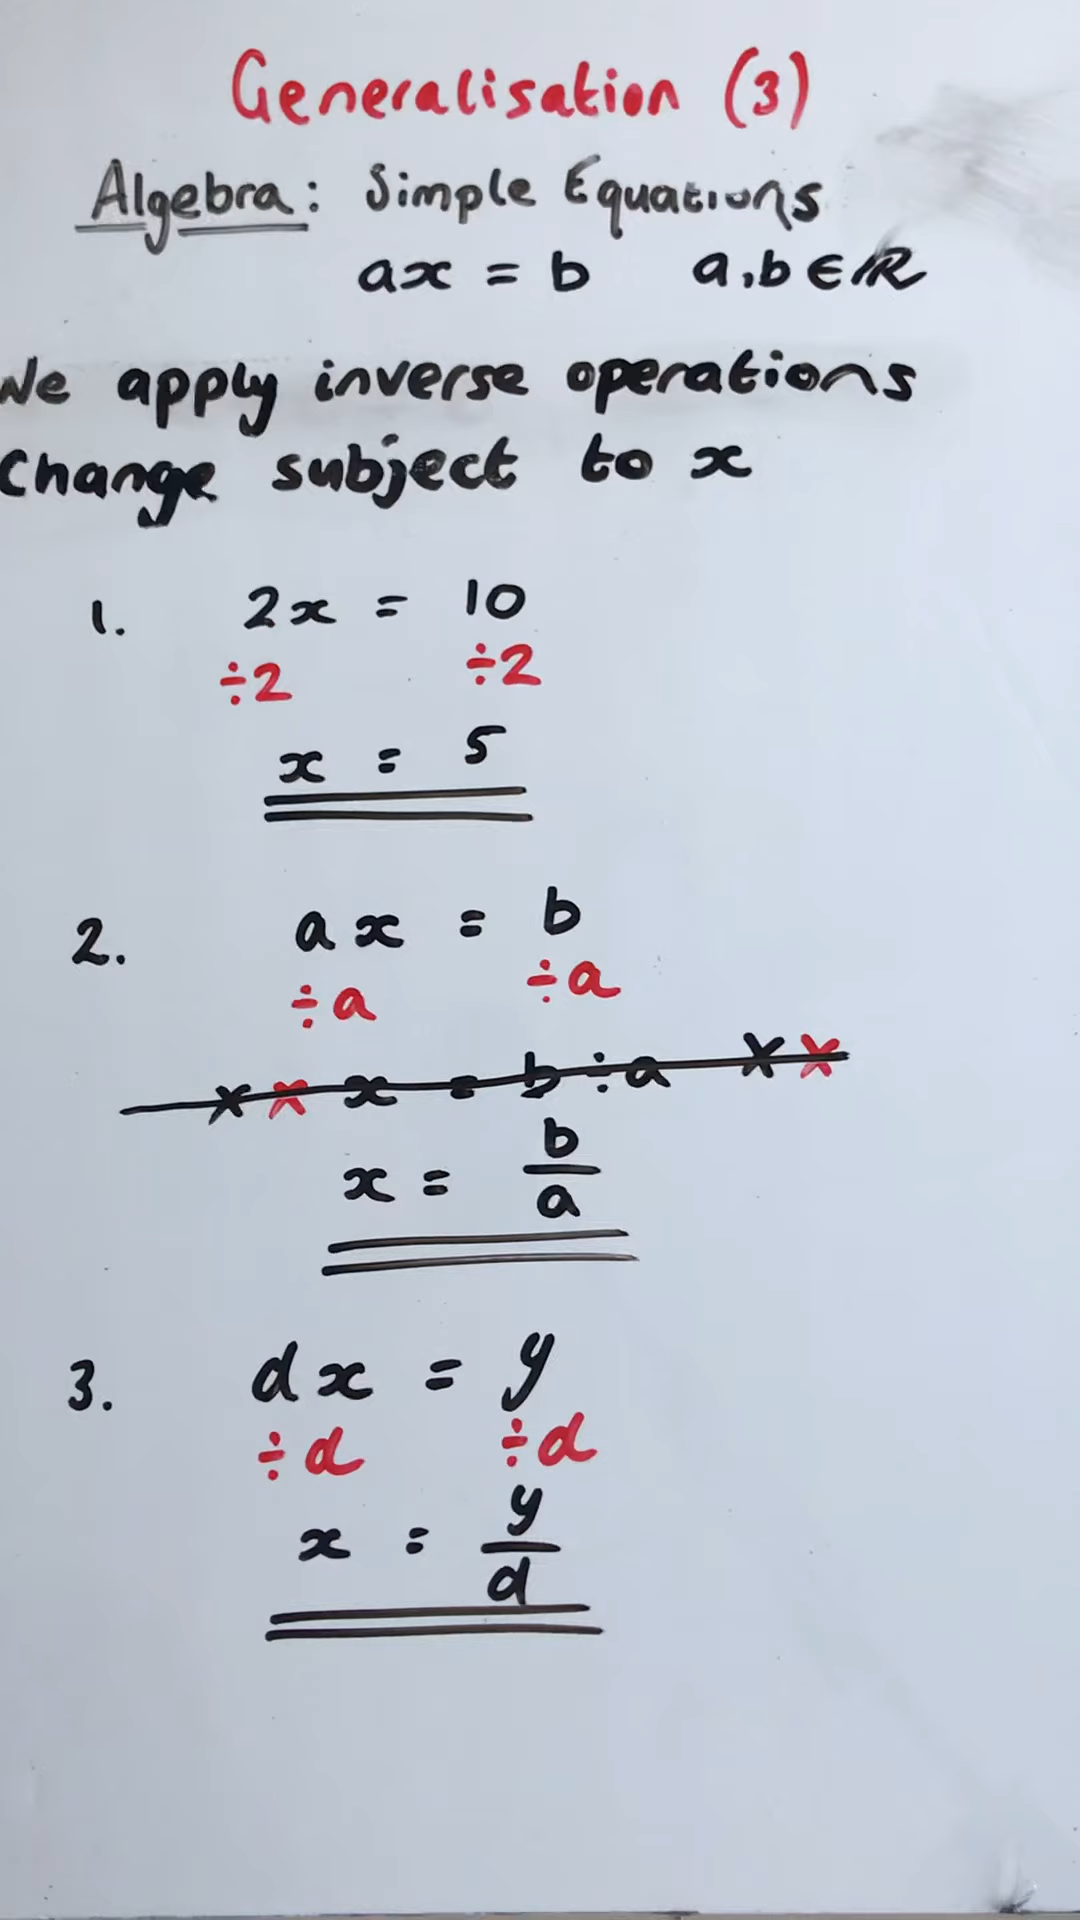 Generalisation (3)
Algebra: Simple Equations
ax = b a,b ∈ ℝ
We apply inverse operations
Change subject to x
1. 2x = 10
÷2 ÷2
x = 5
2. ax = b
÷a ÷a
x x x = b ÷ a x x
x = b/a
3. dx = y
÷d ÷d
x = y/d